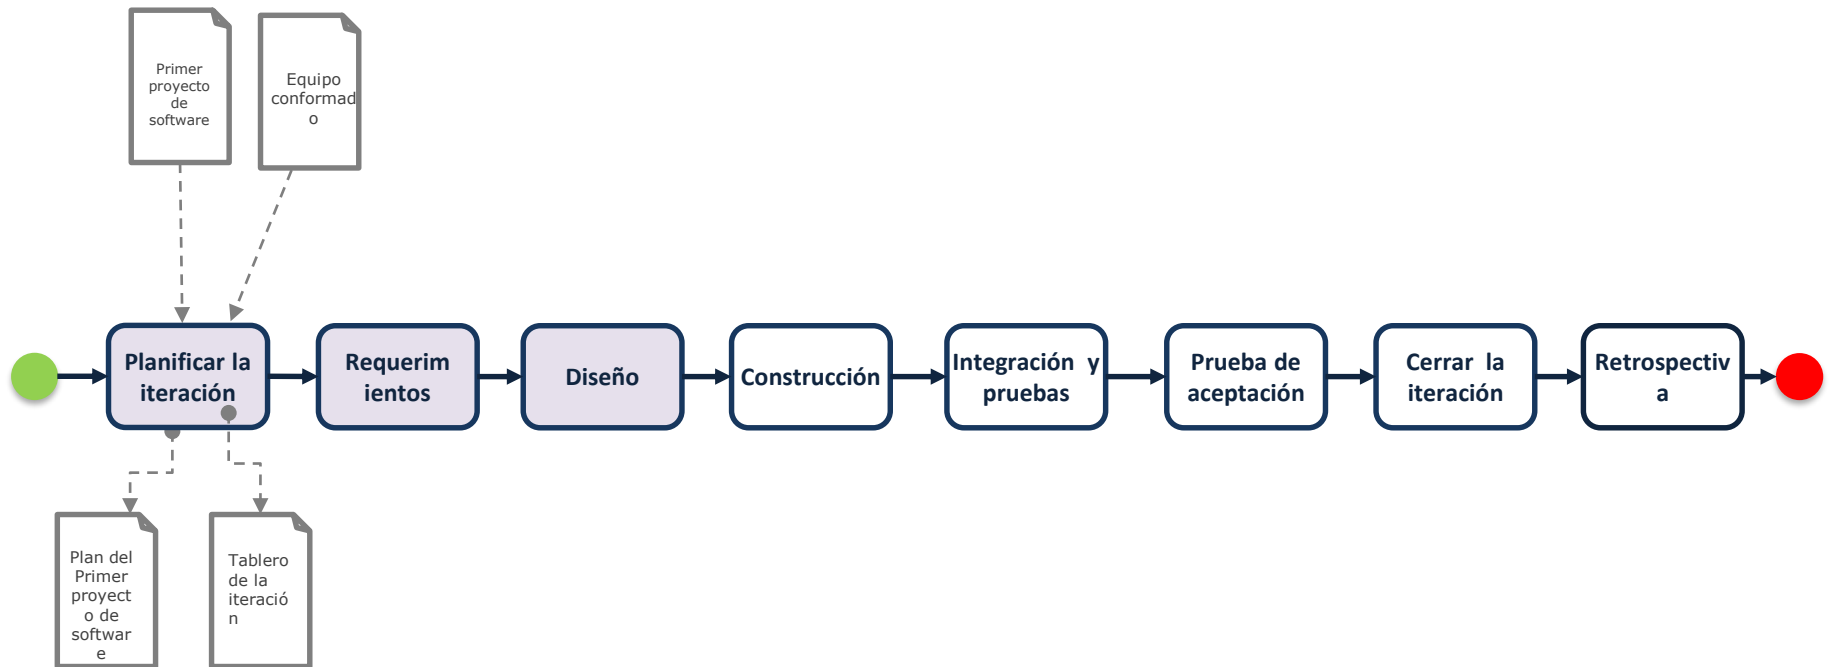 Primer
proyecto
de
software
Equipo
conformad
o
Planificar la
iteración
Requerim
ientos
Diseño
Construcción
Integración y
pruebas
Prueba de
aceptación
Cerrar la
iteración
Retrospectiv
a
Plan del
Primer
proyect
o de
softwar
e
Tablero
de la
iteració
n